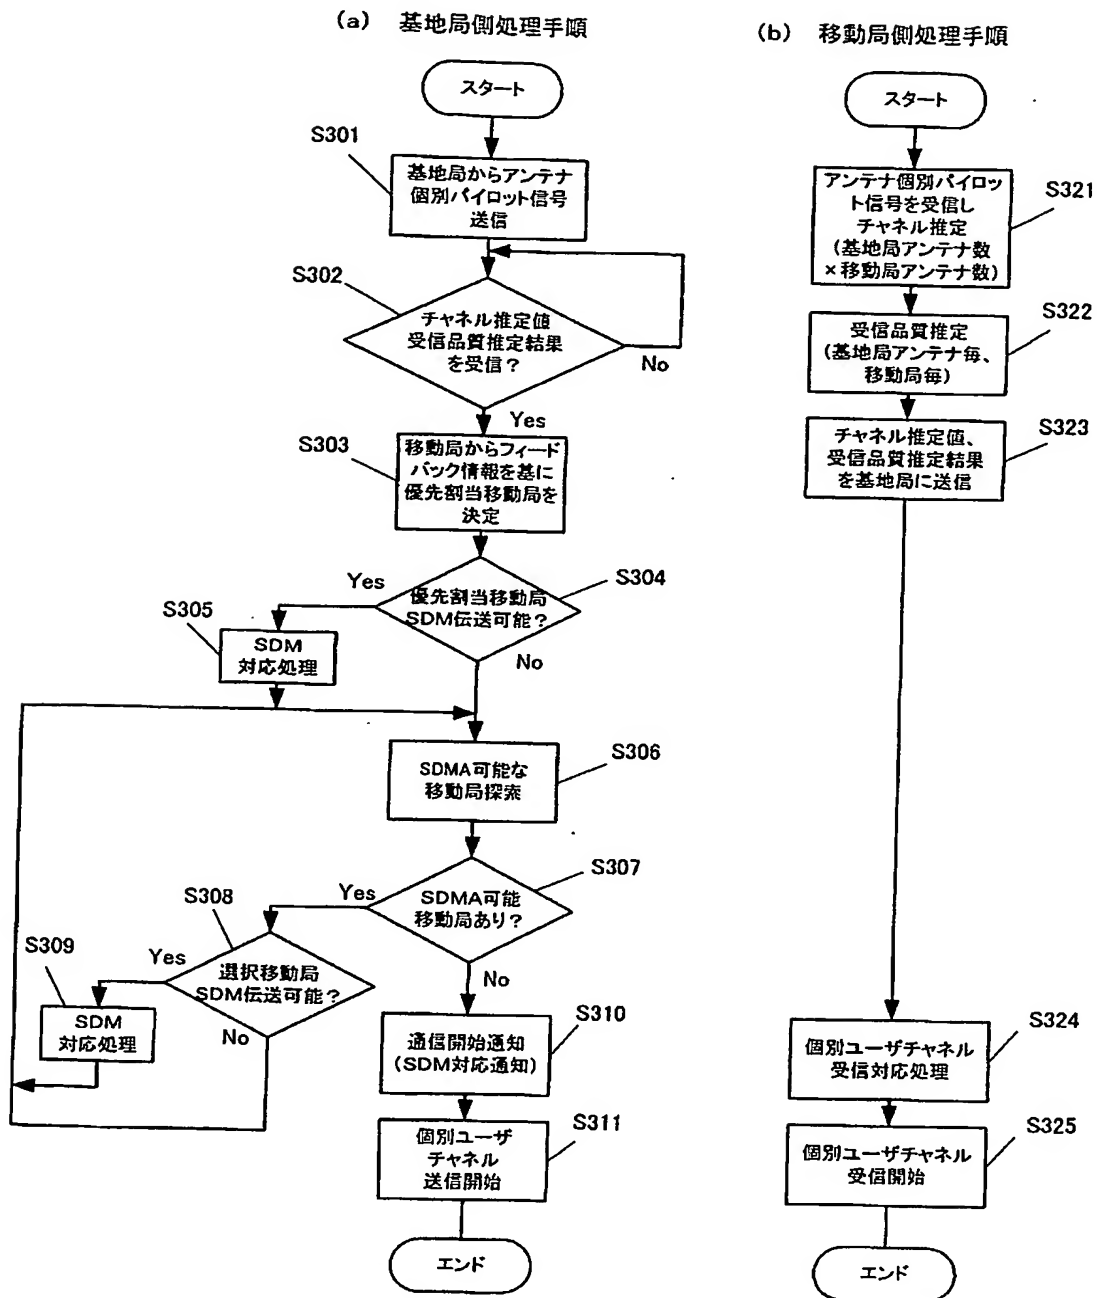 (a) 基地局側処理手順
スタート
S301
基地局からアンテナ
個別パイロット信号
送信
S302
チャネル推定値
受信品質推定結果
を受信？
No
Yes
S303
移動局からフィード
バック情報を基に
優先割当移動局を
決定
Yes
S304
優先割当移動局
SDM伝送可能？
S305
SDM
対応処理
No
S306
SDMA可能な
移動局探索
S307
Yes
SDMA可能
移動局あり？
S308
Yes
選択移動局
SDM伝送可能？
S309
SDM
対応処理
No
No
S310
通信開始通知
(SDM対応通知)
S311
個別ユーザ
チャネル
送信開始
エンド
(b) 移動局側処理手順
スタート
アンテナ個別パイロッ
ト信号を受信し
チャネル推定
(基地局アンテナ数
×移動局アンテナ数)
S321
受信品質推定
(基地局アンテナ毎、
移動局毎)
S322
チャネル推定値、
受信品質推定結果
を基地局に送信
S323
個別ユーザチャネル
受信対応処理
S324
個別ユーザチャネル
受信開始
S325
エンド